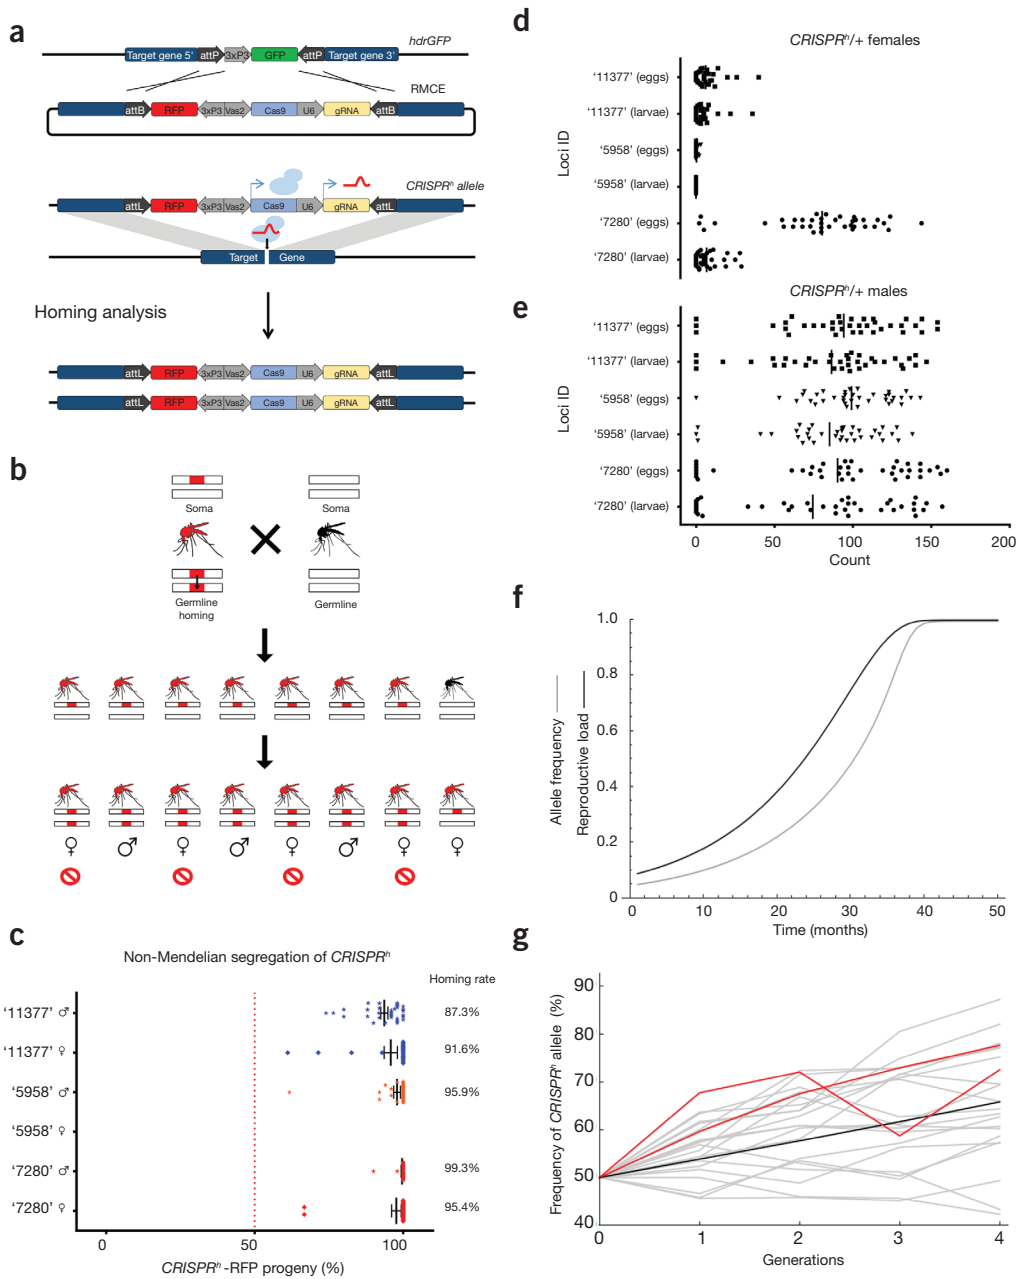 a
hdrGFP
Target gene 5'
attP
3xP3
GFP
attP
Target gene 3'
RMCE
attB
RFP
3xP3
Vas2
Cas9
U6
gRNA
attB
CRISPRʰ allele
attL
RFP
3xP3
Vas2
Cas9
U6
gRNA
attL
Target
Gene
Homing analysis
attL
RFP
3xP3
Vas2
Cas9
U6
gRNA
attL
attL
RFP
3xP3
Vas2
Cas9
U6
gRNA
attL
b
Soma
Soma
Germline
homing
Germline
♀ ♂ ♀ ♂ ♀ ♂ ♀ ♀
c
Non-Mendelian segregation of CRISPRʰ
Homing rate
'11377' ♂
87.3%
'11377' ♀
91.6%
'5958' ♂
95.9%
'5958' ♀
'7280' ♂
99.3%
'7280' ♀
95.4%
0
50
100
CRISPRʰ-RFP progeny (%)
d
CRISPRʰ/+ females
Loci ID
'11377' (eggs)
'11377' (larvae)
'5958' (eggs)
'5958' (larvae)
'7280' (eggs)
'7280' (larvae)
e
CRISPRʰ/+ males
Loci ID
'11377' (eggs)
'11377' (larvae)
'5958' (eggs)
'5958' (larvae)
'7280' (eggs)
'7280' (larvae)
0
50
100
150
200
Count
f
Allele frequency
Reproductive load
1.0
0.8
0.6
0.4
0.2
0
0
10
20
30
40
50
Time (months)
g
Frequency of CRISPRʰ allele (%)
90
80
70
60
50
40
0
1
2
3
4
Generations